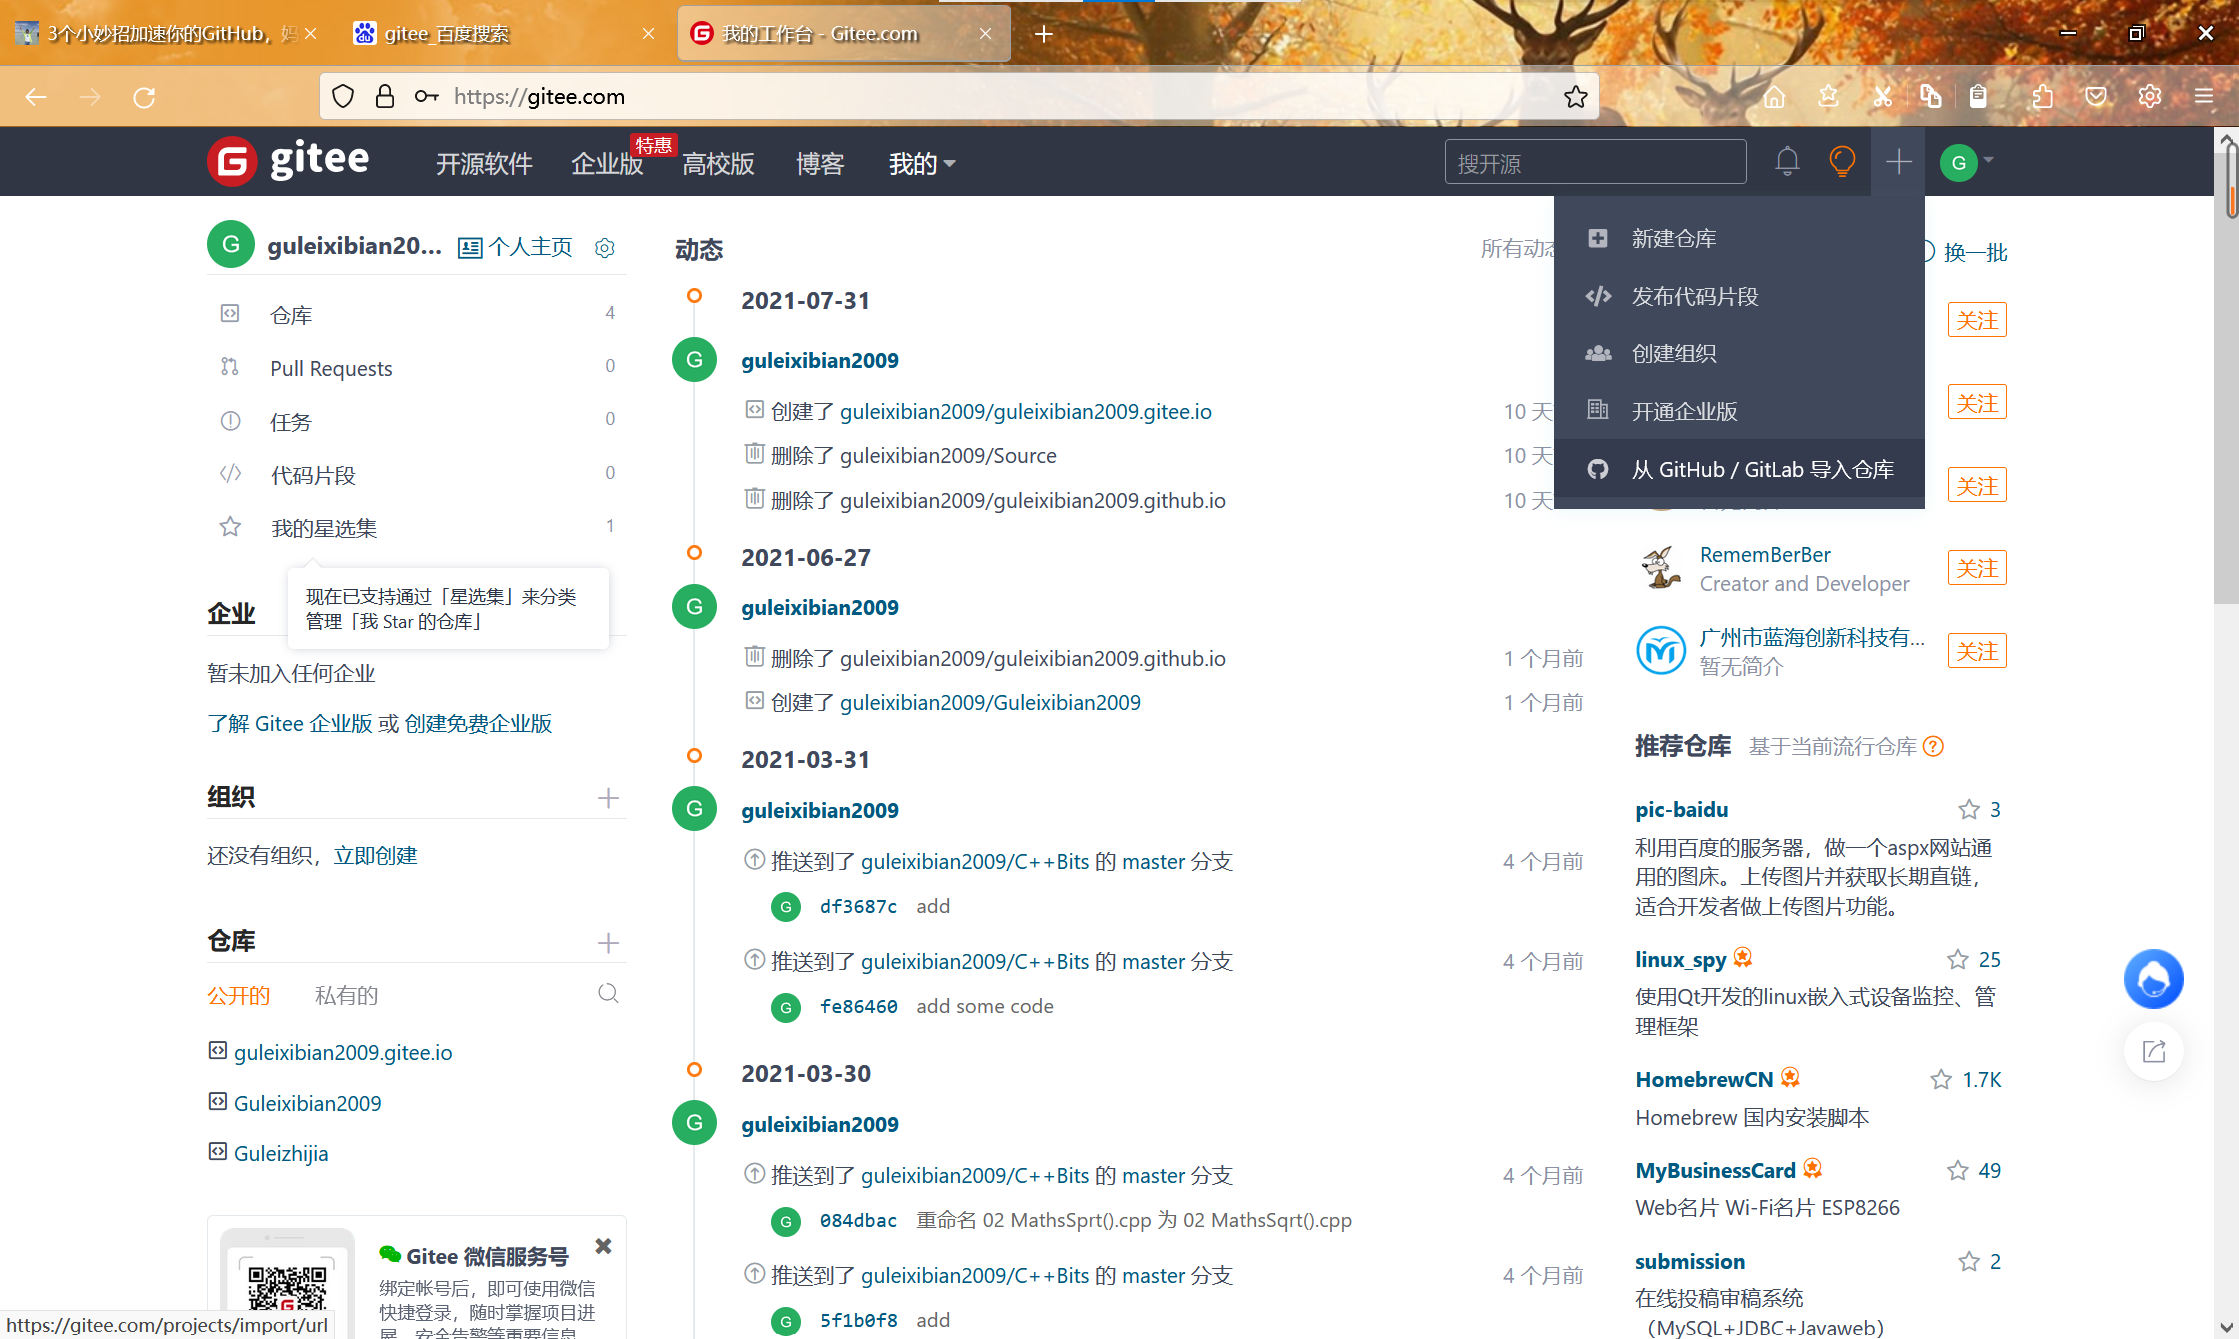 3个小妙招加速你的GitHub，妈
gitee_百度搜索
我的工作台 - Gitee.com
https://gitee.com
gitee
开源软件
企业版
特惠
高校版
博客
我的
搜开源
G
G
guleixibian20...
个人主页
仓库
4
Pull Requests
0
任务
0
代码片段
0
我的星选集
1
现在已支持通过「星选集」来分类
管理「我 Star 的仓库」
企业
暂未加入任何企业
了解 Gitee 企业版 或 创建免费企业版
组织
还没有组织，立即创建
仓库
公开的
私有的
guleixibian2009.gitee.io
Guleixibian2009
Guleizhijia
Gitee 微信服务号
绑定帐号后，即可使用微信
快捷登录，随时掌握项目进
展、安全告警等重要信息
https://gitee.com/projects/import/url
动态
所有动态
2021-07-31
G
guleixibian2009
创建了 guleixibian2009/guleixibian2009.gitee.io
10 天
删除了 guleixibian2009/Source
10 天
删除了 guleixibian2009/guleixibian2009.github.io
10 天
2021-06-27
G
guleixibian2009
删除了 guleixibian2009/guleixibian2009.github.io
1 个月前
创建了 guleixibian2009/Guleixibian2009
1 个月前
2021-03-31
G
guleixibian2009
推送到了 guleixibian2009/C++Bits 的 master 分支
4 个月前
G
df3687c add
推送到了 guleixibian2009/C++Bits 的 master 分支
4 个月前
G
fe86460 add some code
2021-03-30
G
guleixibian2009
推送到了 guleixibian2009/C++Bits 的 master 分支
4 个月前
G
084dbac 重命名 02 MathsSprt().cpp 为 02 MathsSqrt().cpp
推送到了 guleixibian2009/C++Bits 的 master 分支
4 个月前
G
5f1b0f8 add
新建仓库
发布代码片段
创建组织
开通企业版
从 GitHub / GitLab 导入仓库
换一批
关注
关注
关注
RememBerBer
Creator and Developer
关注
广州市蓝海创新科技有...
暂无简介
关注
推荐仓库
基于当前流行仓库
pic-baidu
3
利用百度的服务器，做一个aspx网站通
用的图床。上传图片并获取长期直链，
适合开发者做上传图片功能。
linux_spy
25
使用Qt开发的linux嵌入式设备监控、管
理框架
HomebrewCN
1.7K
Homebrew 国内安装脚本
MyBusinessCard
49
Web名片 Wi-Fi名片 ESP8266
submission
2
在线投稿审稿系统
（MySQL+JDBC+Javaweb）